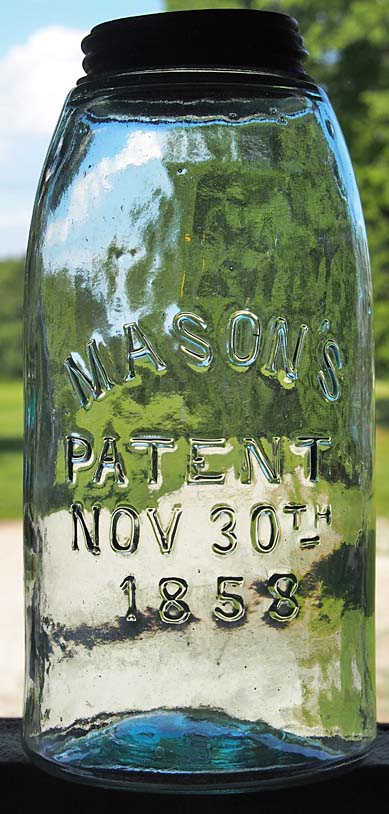 MASON'S
PATENT
NOV 30TH
1858